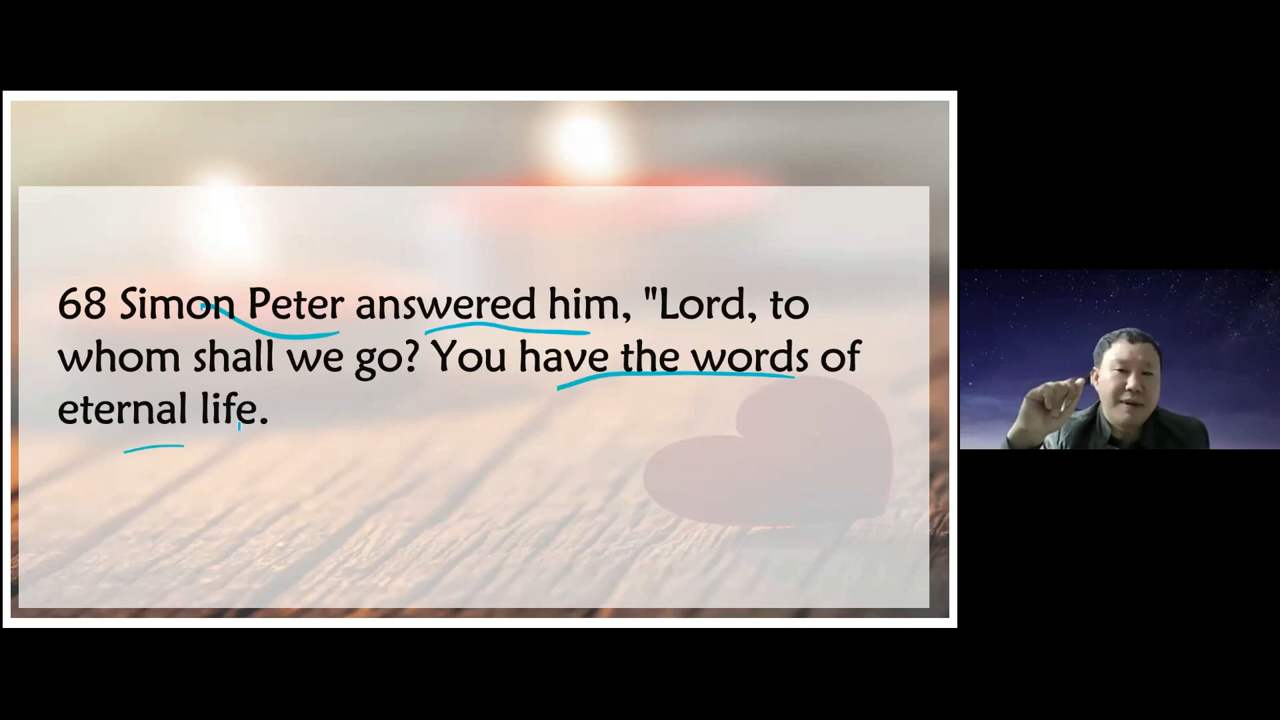 68 Simon Peter answered him, "Lord, to
whom shall we go? You have the words of
eternal life.